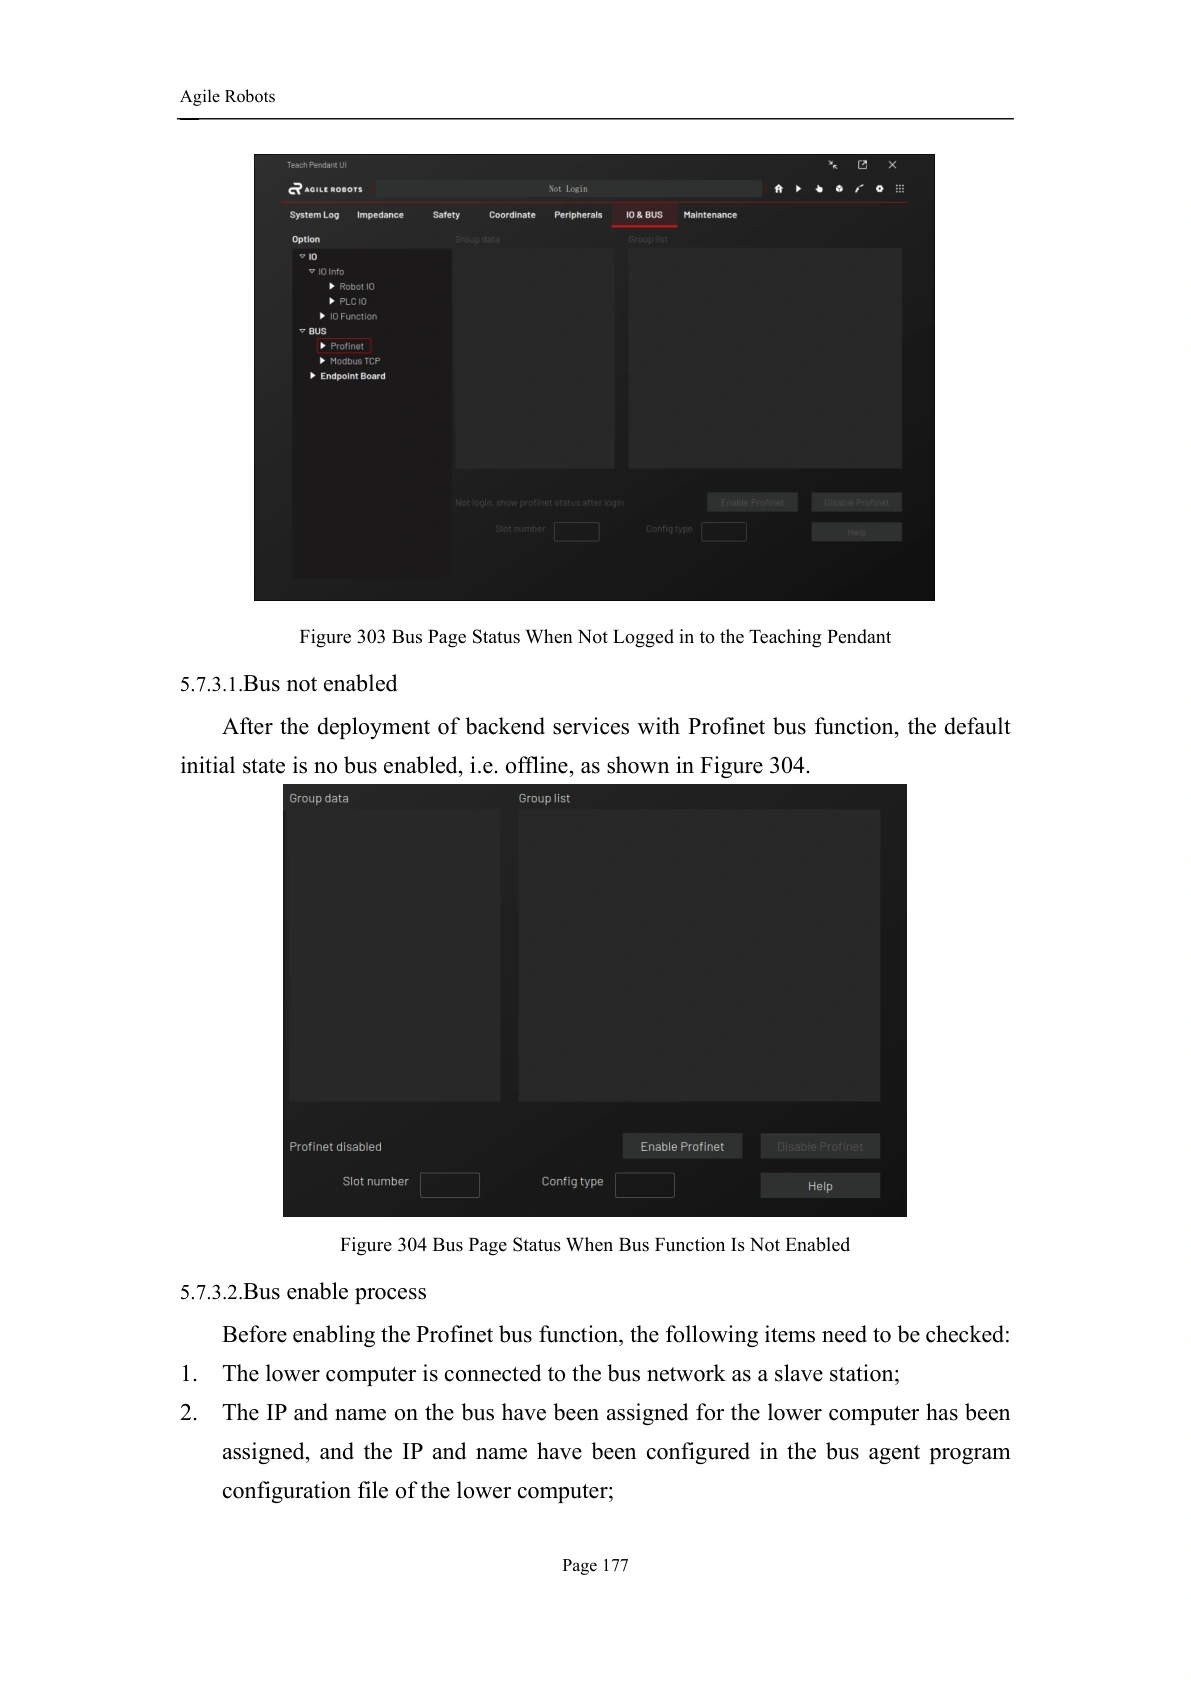 Agile Robots
Teach Pendant UI
AGILE ROBOTS
Not Login
System Log Impedance Safety Coordinate Peripherals IO & BUS Maintenance
Option Group data Group list
IO
IO Info
Robot IO
PLC IO
IO Function
BUS
Profinet
Modbus TCP
Endpoint Board
Not login, show profinet status after login Enable Profinet Disable Profinet
Slot number Config type Help
Figure 303 Bus Page Status When Not Logged in to the Teaching Pendant
5.7.3.1.Bus not enabled
After the deployment of backend services with Profinet bus function, the default
initial state is no bus enabled, i.e. offline, as shown in Figure 304.
Group data Group list
Profinet disabled Enable Profinet Disable Profinet
Slot number Config type Help
Figure 304 Bus Page Status When Bus Function Is Not Enabled
5.7.3.2.Bus enable process
Before enabling the Profinet bus function, the following items need to be checked:
1. The lower computer is connected to the bus network as a slave station;
2. The IP and name on the bus have been assigned for the lower computer has been
assigned, and the IP and name have been configured in the bus agent program
configuration file of the lower computer;
Page 177